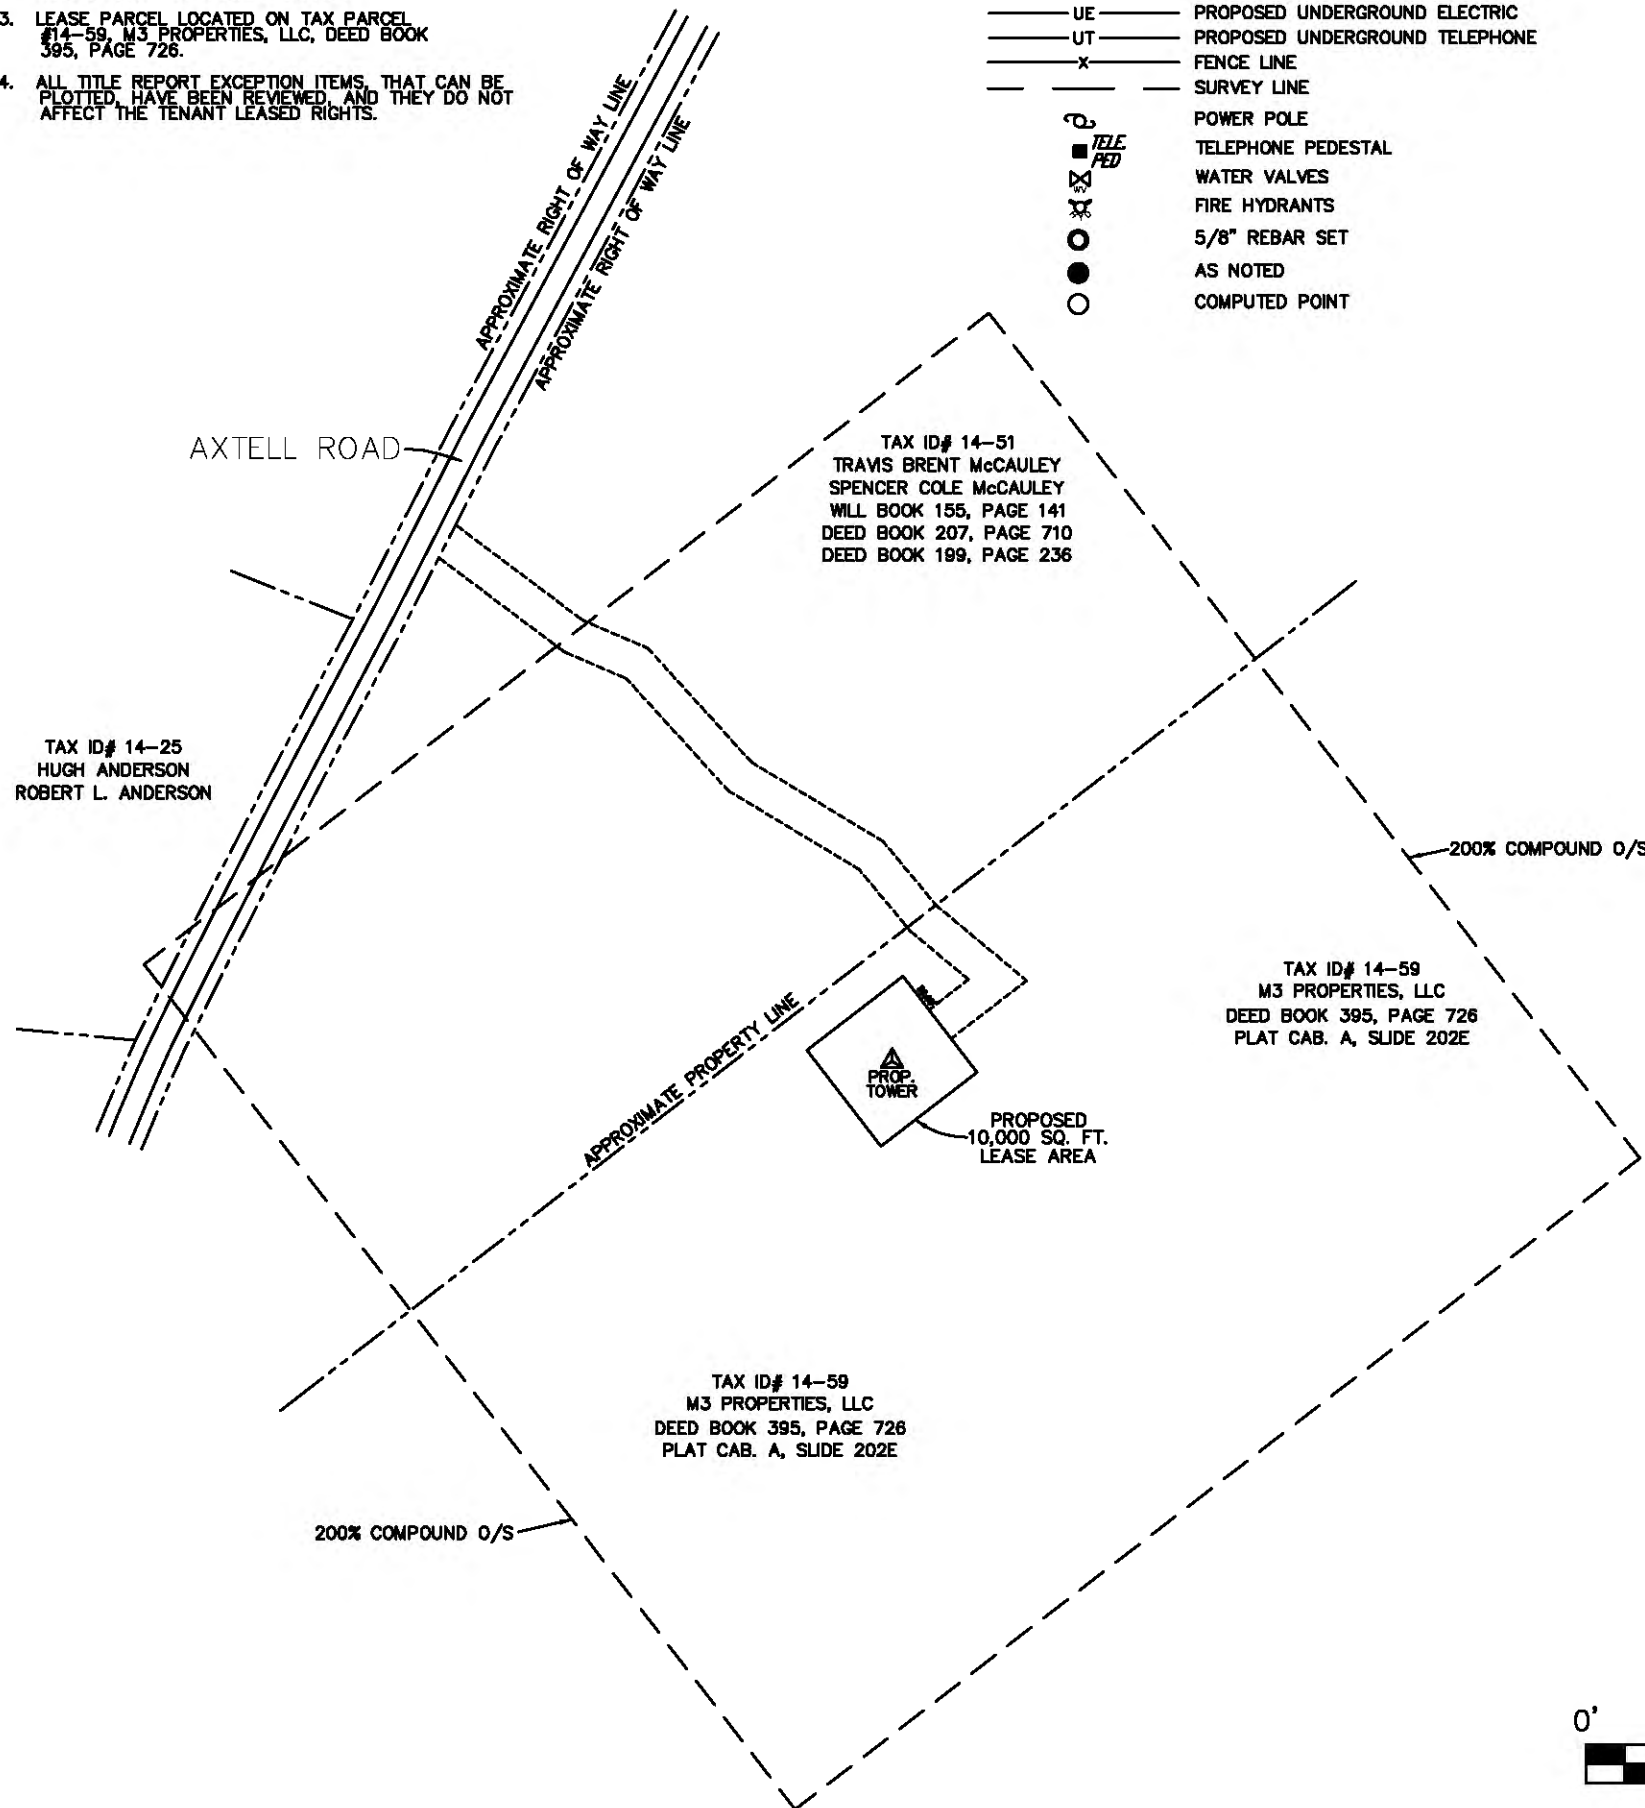 3. LEASE PARCEL LOCATED ON TAX PARCEL
#14-59, M3 PROPERTIES, LLC, DEED BOOK
395, PAGE 726.
4. ALL TITLE REPORT EXCEPTION ITEMS, THAT CAN BE
PLOTTED, HAVE BEEN REVIEWED, AND THEY DO NOT
AFFECT THE TENANT LEASED RIGHTS.
UE PROPOSED UNDERGROUND ELECTRIC
UT PROPOSED UNDERGROUND TELEPHONE
X FENCE LINE
SURVEY LINE
POWER POLE
TELE. PED TELEPHONE PEDESTAL
WV WATER VALVES
FIRE HYDRANTS
5/8" REBAR SET
AS NOTED
COMPUTED POINT
APPROXIMATE RIGHT OF WAY LINE
APPROXIMATE RIGHT OF WAY LINE
AXTELL ROAD
TAX ID# 14-51
TRAVIS BRENT McCAULEY
SPENCER COLE McCAULEY
WILL BOOK 155, PAGE 141
DEED BOOK 207, PAGE 710
DEED BOOK 199, PAGE 236
TAX ID# 14-25
HUGH ANDERSON
ROBERT L. ANDERSON
200% COMPOUND O/S
TAX ID# 14-59
M3 PROPERTIES, LLC
DEED BOOK 395, PAGE 726
PLAT CAB. A, SLIDE 202E
APPROXIMATE PROPERTY LINE
PROP.
TOWER
PROPOSED
10,000 SQ. FT.
LEASE AREA
TAX ID# 14-59
M3 PROPERTIES, LLC
DEED BOOK 395, PAGE 726
PLAT CAB. A, SLIDE 202E
200% COMPOUND O/S
0'